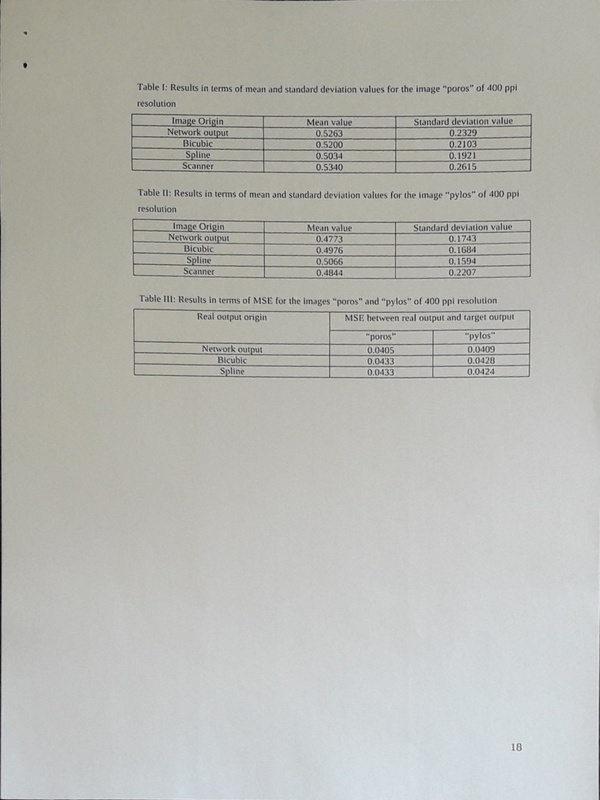 Table I: Results in terms of mean and standard deviation values for the image "poros" of 400 ppi
resolution
Image Origin Mean value Standard deviation value
Network output 0.5263 0.2329
Bicubic 0.5200 0.2103
Spline 0.5034 0.1921
Scanner 0.5340 0.2615
Table II: Results in terms of mean and standard deviation values for the image "pylos" of 400 ppi
resolution
Image Origin Mean value Standard deviation value
Network output 0.4773 0.1743
Bicubic 0.4976 0.1684
Spline 0.5066 0.1594
Scanner 0.4844 0.2207
Table III: Results in terms of MSE for the images "poros" and "pylos" of 400 ppi resolution
Real output origin MSE between real output and target output
"poros" "pylos"
Network output 0.0405 0.0409
Bicubic 0.0433 0.0428
Spline 0.0433 0.0424
18